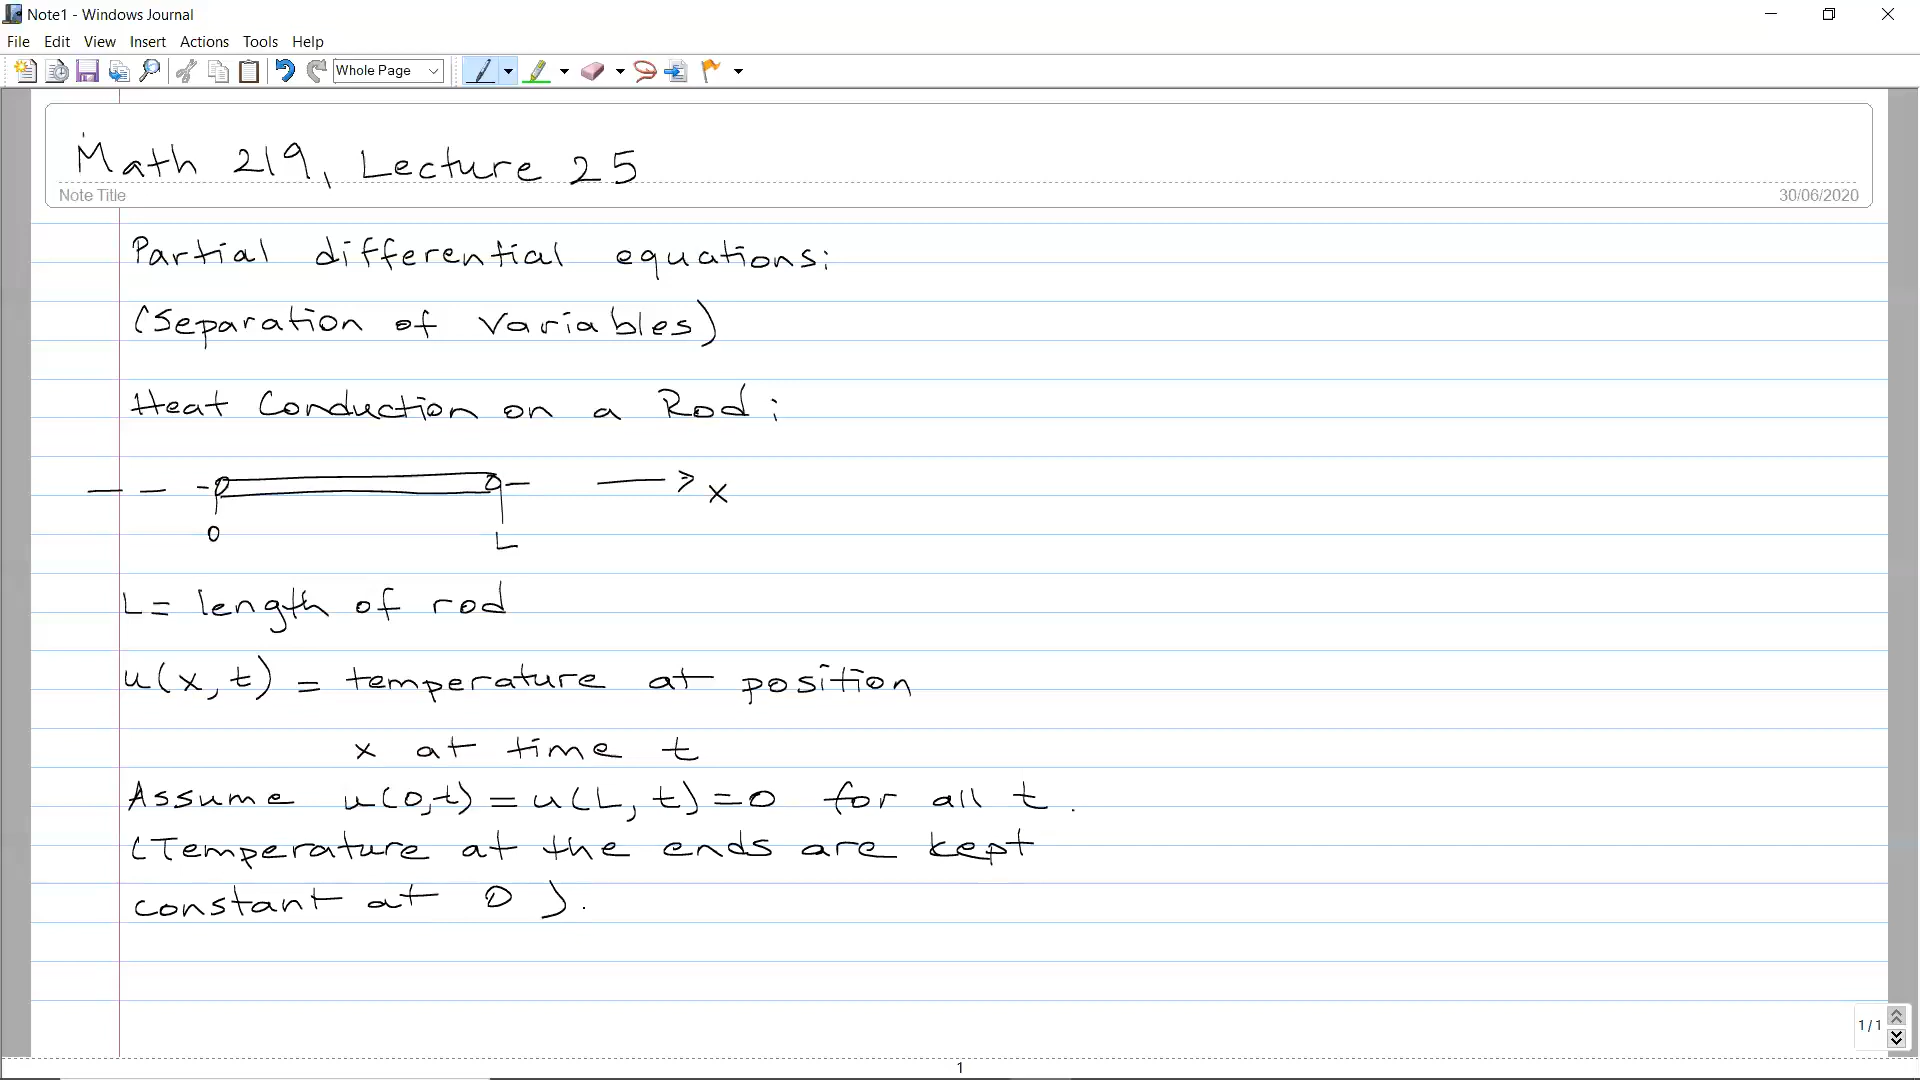 Note1 - Windows Journal
File Edit View Insert Actions Tools Help
Whole Page
Math 219, Lecture 25
Note Title 30/06/2020
Partial differential equations:
(Separation of Variables)
Heat Conduction on a Rod:
x
0 L
L = length of rod
u(x, t) = temperature at position
x at time t
Assume u(0,t) = u(L, t) = 0 for all t.
(Temperature at the ends are kept
constant at 0 ).
1/1
1